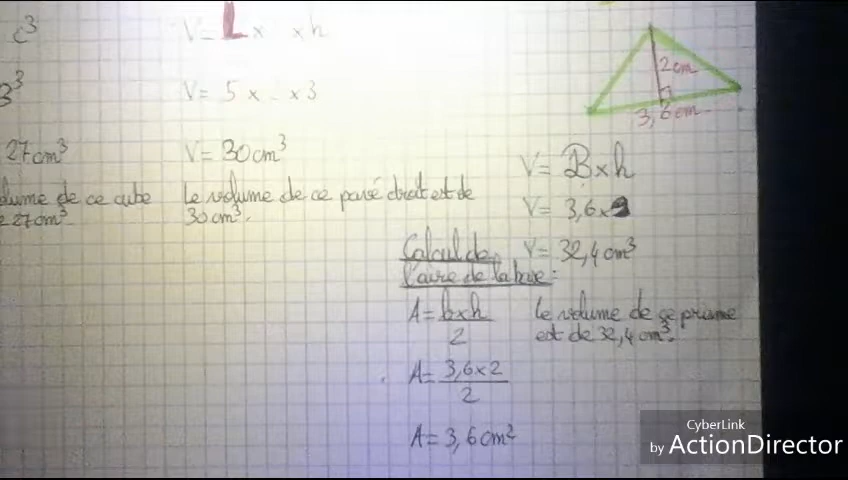 c³
3³
27cm³
lume de ce cube
27cm³
V= L x x h
V= 5 x x 3
V= 30cm³
le volume de ce pavé droit est de
30cm³.
2cm
3,6cm
V= B x h
V= 3,6 x 9
V= 32,4cm³
le volume de ce prisme
est de 32,4cm³.
Calcul de
l'aire de la base :
A= b x h
2
A= 3,6 x 2
2
A= 3,6cm²
CyberLink
by ActionDirector